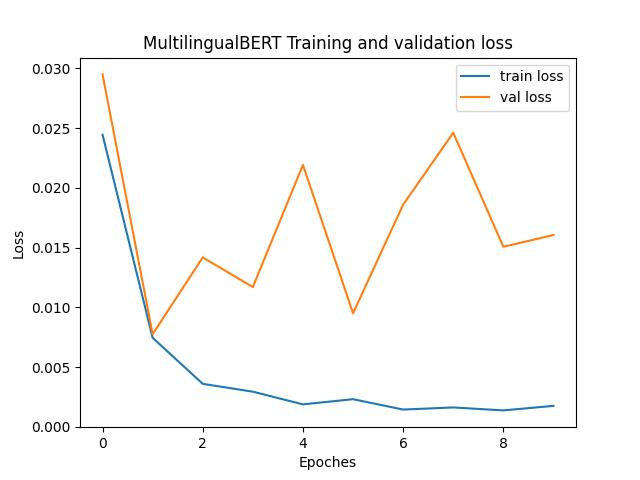 MultilingualBERT Training and validation loss
train loss
val loss
0.030
0.025
0.020
0.015
0.010
0.005
0.000
Loss
0 2 4 6 8
Epoches